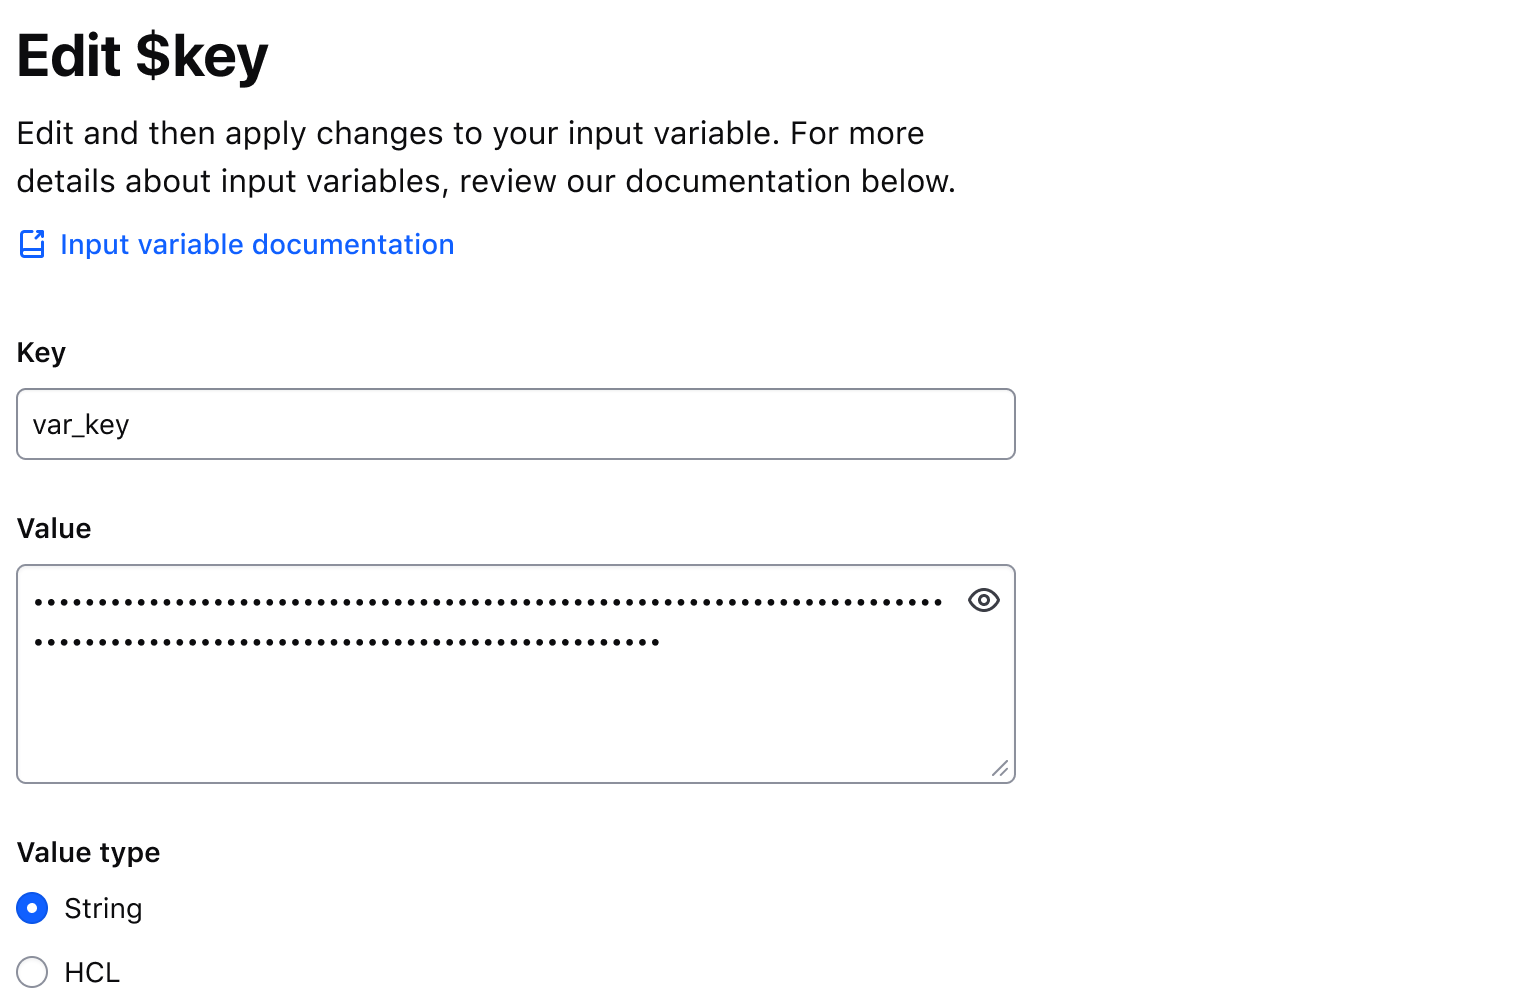 Edit $key
Edit and then apply changes to your input variable. For more
details about input variables, review our documentation below.
Input variable documentation
Key
var_key
Value
•••••••••••••••••••••••••••••••••••••••••••••••••••••••••••••••••••••••
•••••••••••••••••••••••••••••••••••••••••••••••••
Value type
String
HCL